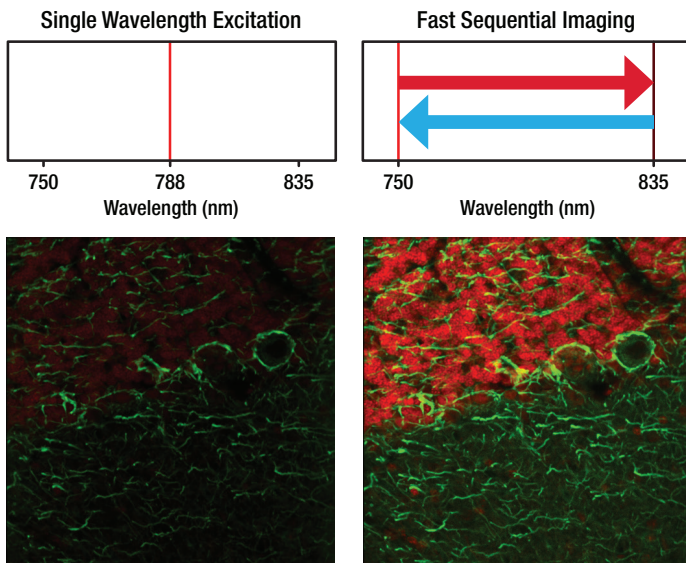 Single Wavelength Excitation
750 788 835
Wavelength (nm)
Fast Sequential Imaging
750 835
Wavelength (nm)